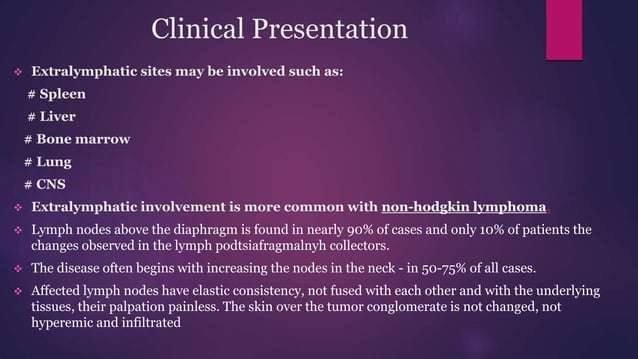 Clinical Presentation
❖ Extralymphatic sites may be involved such as:
# Spleen
# Liver
# Bone marrow
# Lung
# CNS
❖ Extralymphatic involvement is more common with non-hodgkin lymphoma.
❖ Lymph nodes above the diaphragm is found in nearly 90% of cases and only 10% of patients the
changes observed in the lymph podtsiafragmalnyh collectors.
❖ The disease often begins with increasing the nodes in the neck - in 50-75% of all cases.
❖ Affected lymph nodes have elastic consistency, not fused with each other and with the underlying
tissues, their palpation painless. The skin over the tumor conglomerate is not changed, not
hyperemic and infiltrated